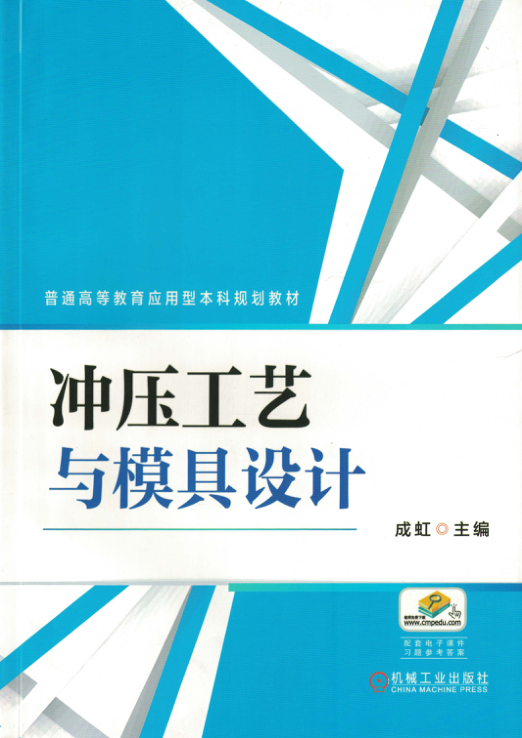 普通高等教育应用型本科规划教材
冲压工艺
与模具设计
成虹◎主编
www.cmpedu.com
配套电子课件
习题参考答案
机械工业出版社
CHINA MACHINE PRESS